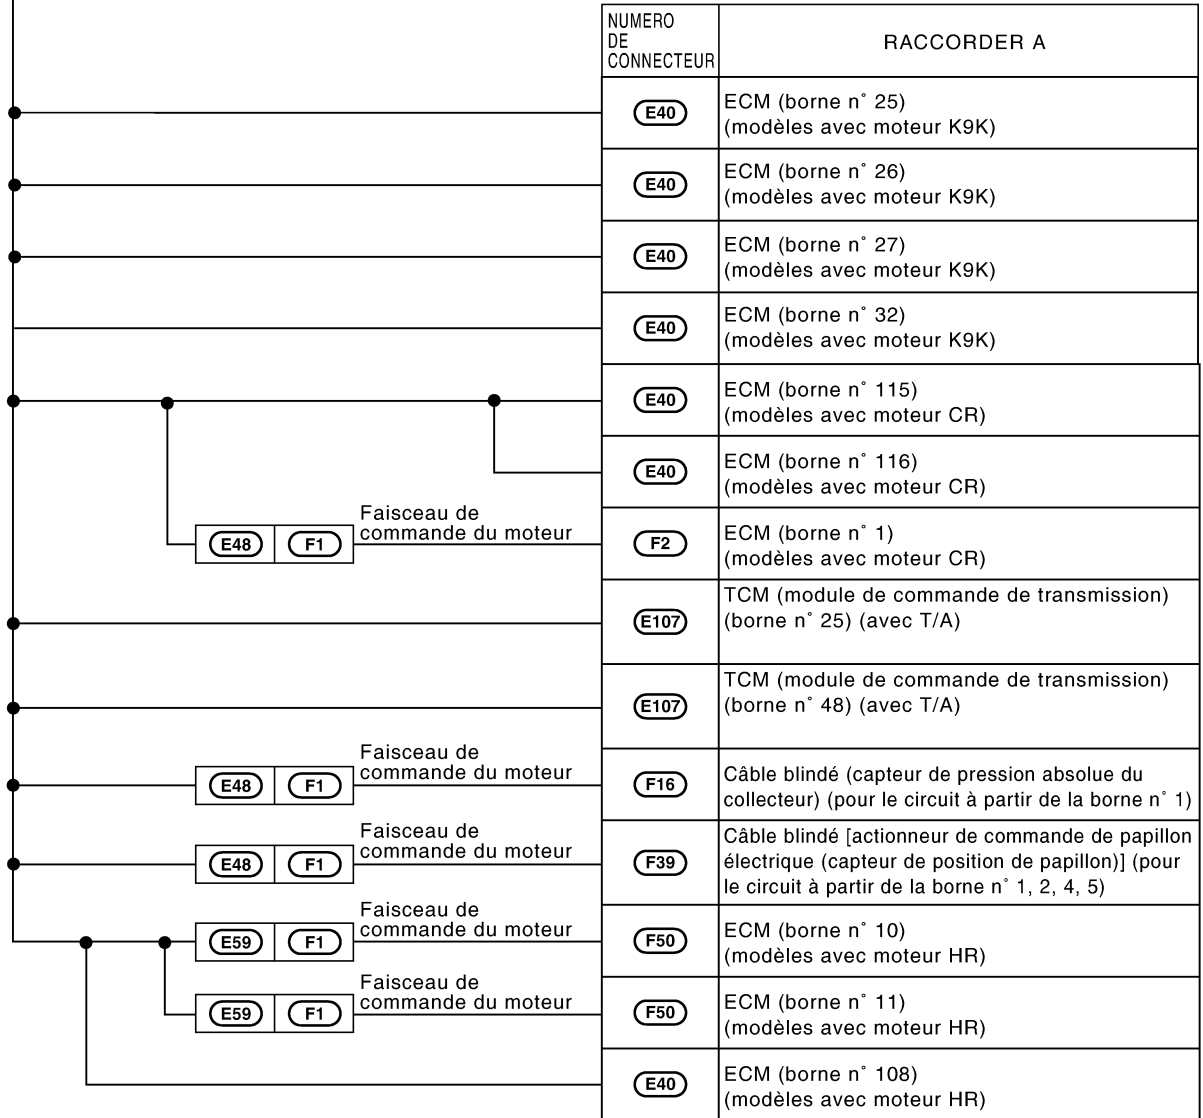 NUMERO
DE
CONNECTEUR
RACCORDER A
E40
ECM (borne n° 25)
(modèles avec moteur K9K)
E40
ECM (borne n° 26)
(modèles avec moteur K9K)
E40
ECM (borne n° 27)
(modèles avec moteur K9K)
E40
ECM (borne n° 32)
(modèles avec moteur K9K)
E40
ECM (borne n° 115)
(modèles avec moteur CR)
E40
ECM (borne n° 116)
(modèles avec moteur CR)
Faisceau de
commande du moteur
E48 F1
F2
ECM (borne n° 1)
(modèles avec moteur CR)
E107
TCM (module de commande de transmission)
(borne n° 25) (avec T/A)
E107
TCM (module de commande de transmission)
(borne n° 48) (avec T/A)
Faisceau de
commande du moteur
E48 F1
F16
Câble blindé (capteur de pression absolue du
collecteur) (pour le circuit à partir de la borne n° 1)
Faisceau de
commande du moteur
E48 F1
F39
Câble blindé [actionneur de commande de papillon
électrique (capteur de position de papillon)] (pour
le circuit à partir de la borne n° 1, 2, 4, 5)
Faisceau de
commande du moteur
E59 F1
F50
ECM (borne n° 10)
(modèles avec moteur HR)
Faisceau de
commande du moteur
E59 F1
F50
ECM (borne n° 11)
(modèles avec moteur HR)
E40
ECM (borne n° 108)
(modèles avec moteur HR)